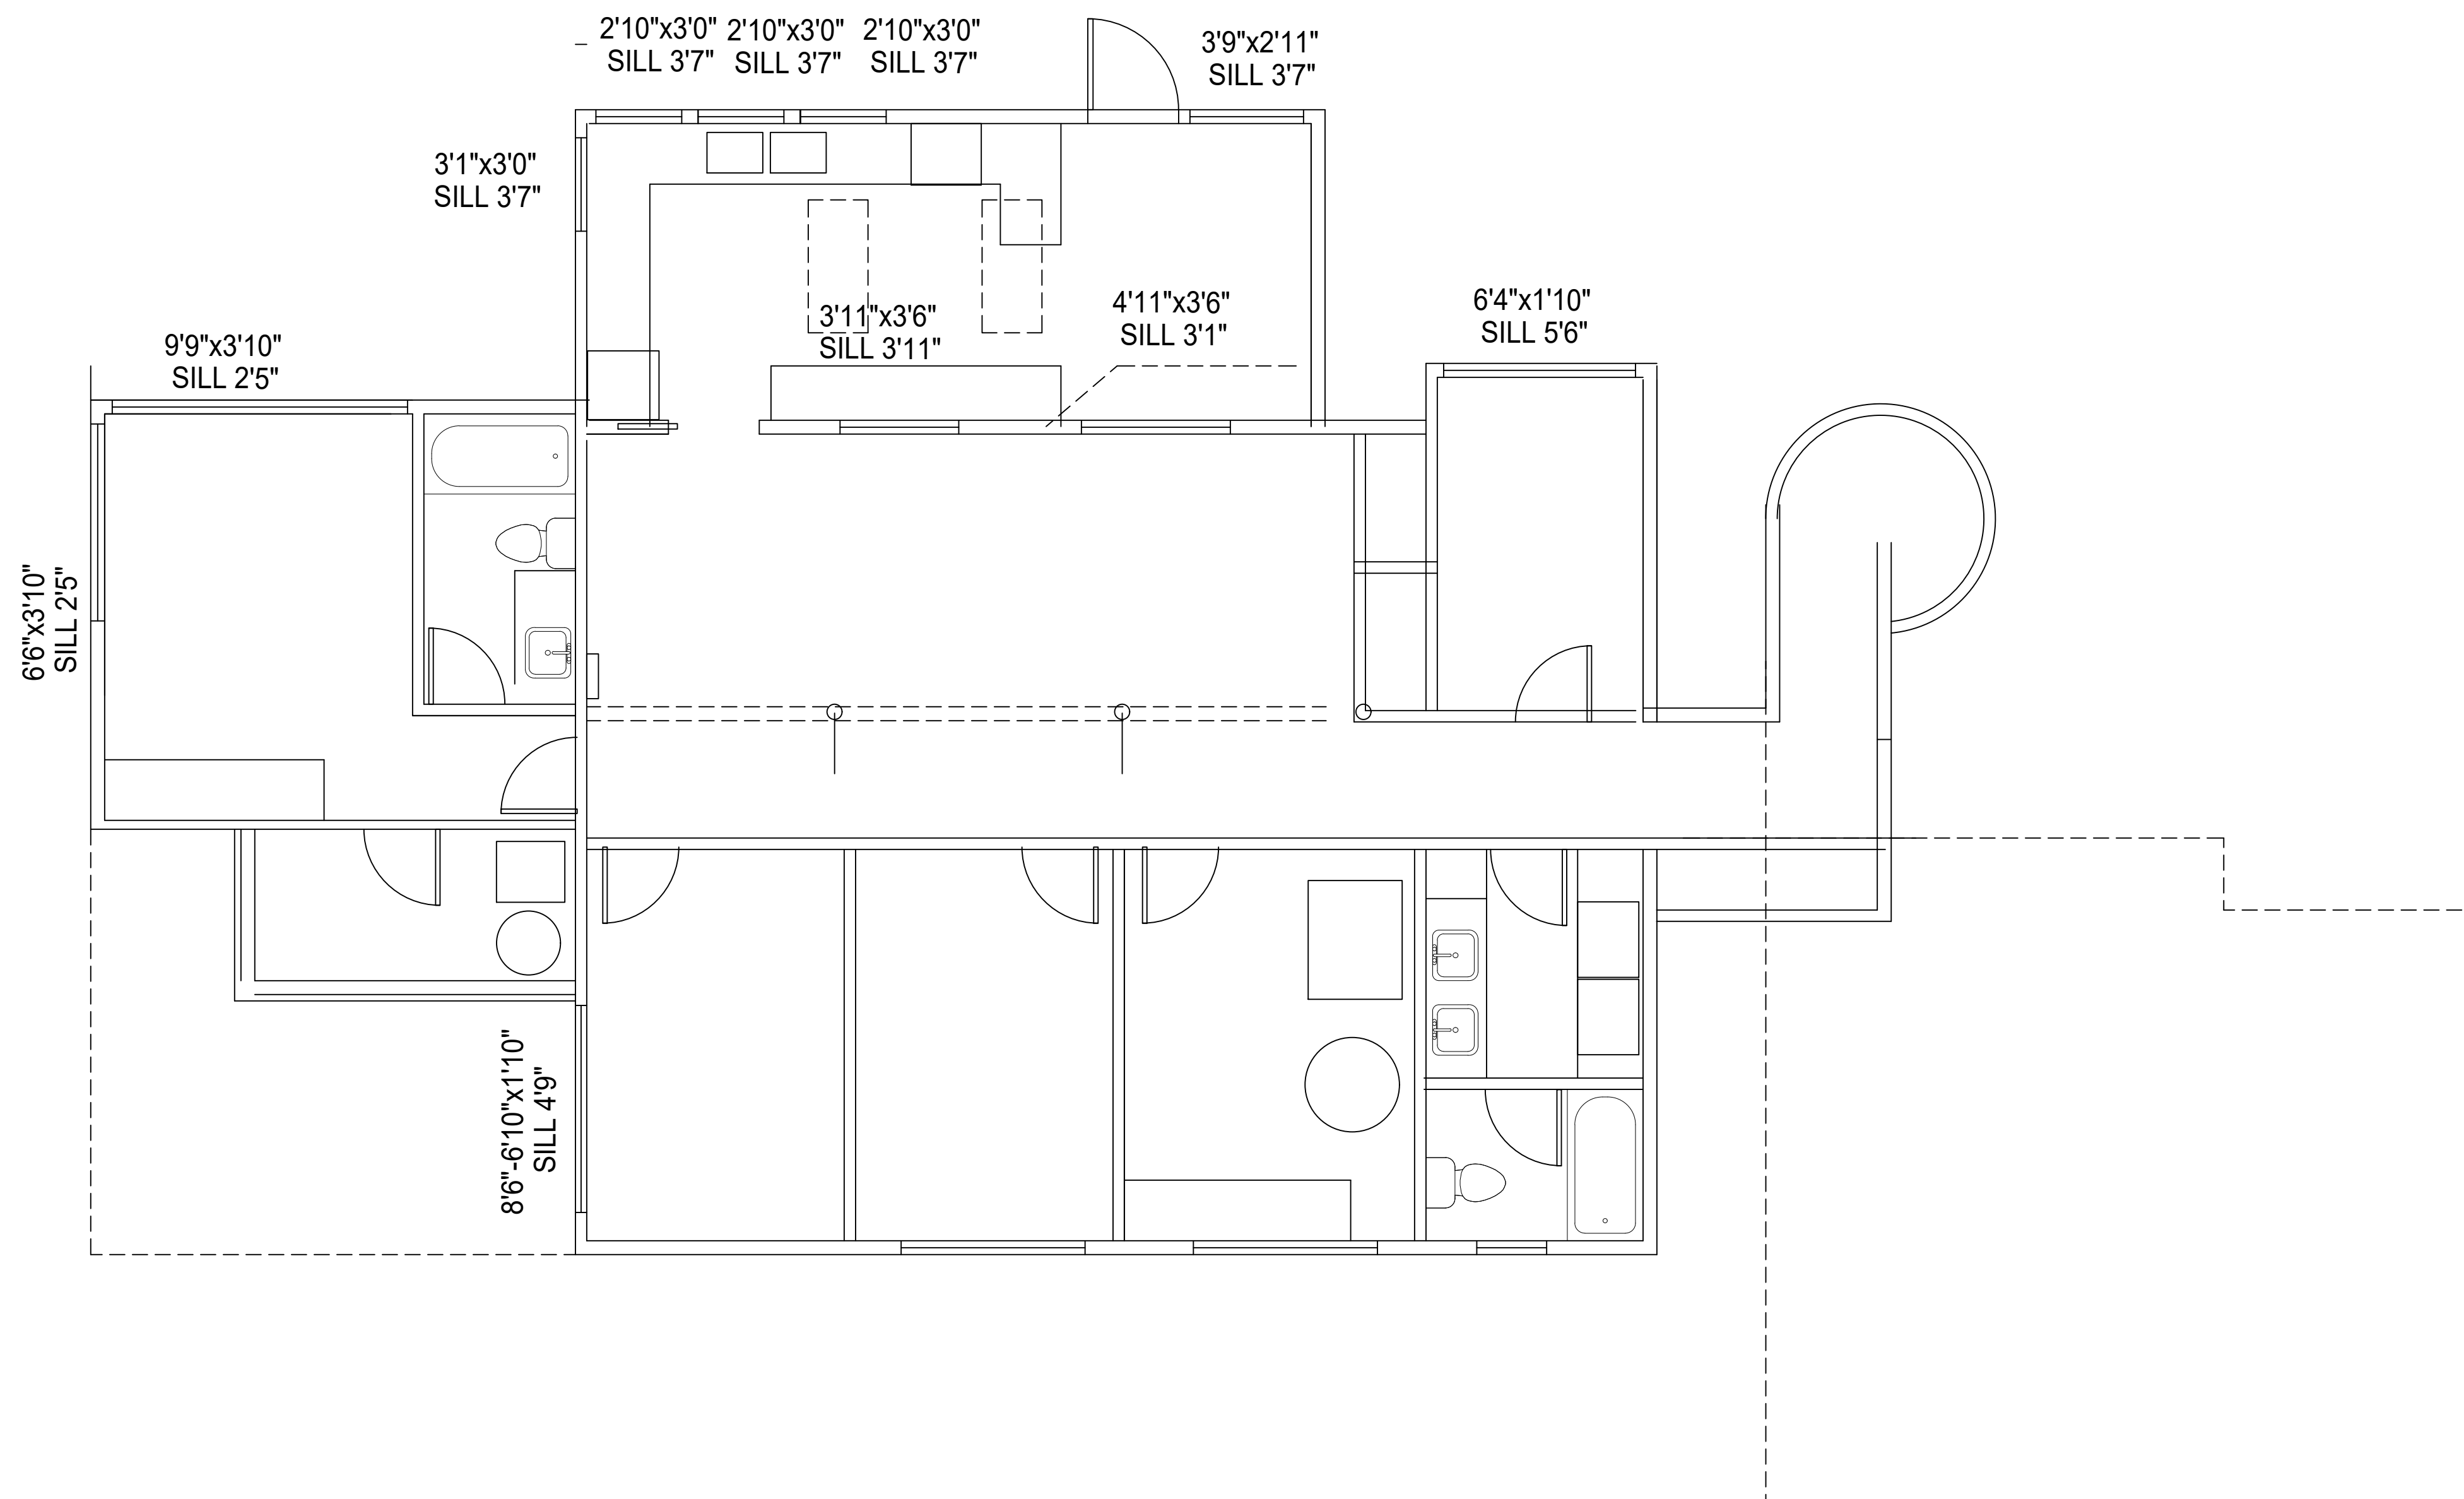 2'10"x3'0"
SILL 3'7"
2'10"x3'0"
SILL 3'7"
2'10"x3'0"
SILL 3'7"
3'9"x2'11"
SILL 3'7"
3'1"x3'0"
SILL 3'7"
3'11"x3'6"
SILL 3'11"
4'11"x3'6"
SILL 3'1"
6'4"x1'10"
SILL 5'6"
9'9"x3'10"
SILL 2'5"
6'6"x3'10"
SILL 2'5"
8'6"-6'10"x1'10"
SILL 4'9"